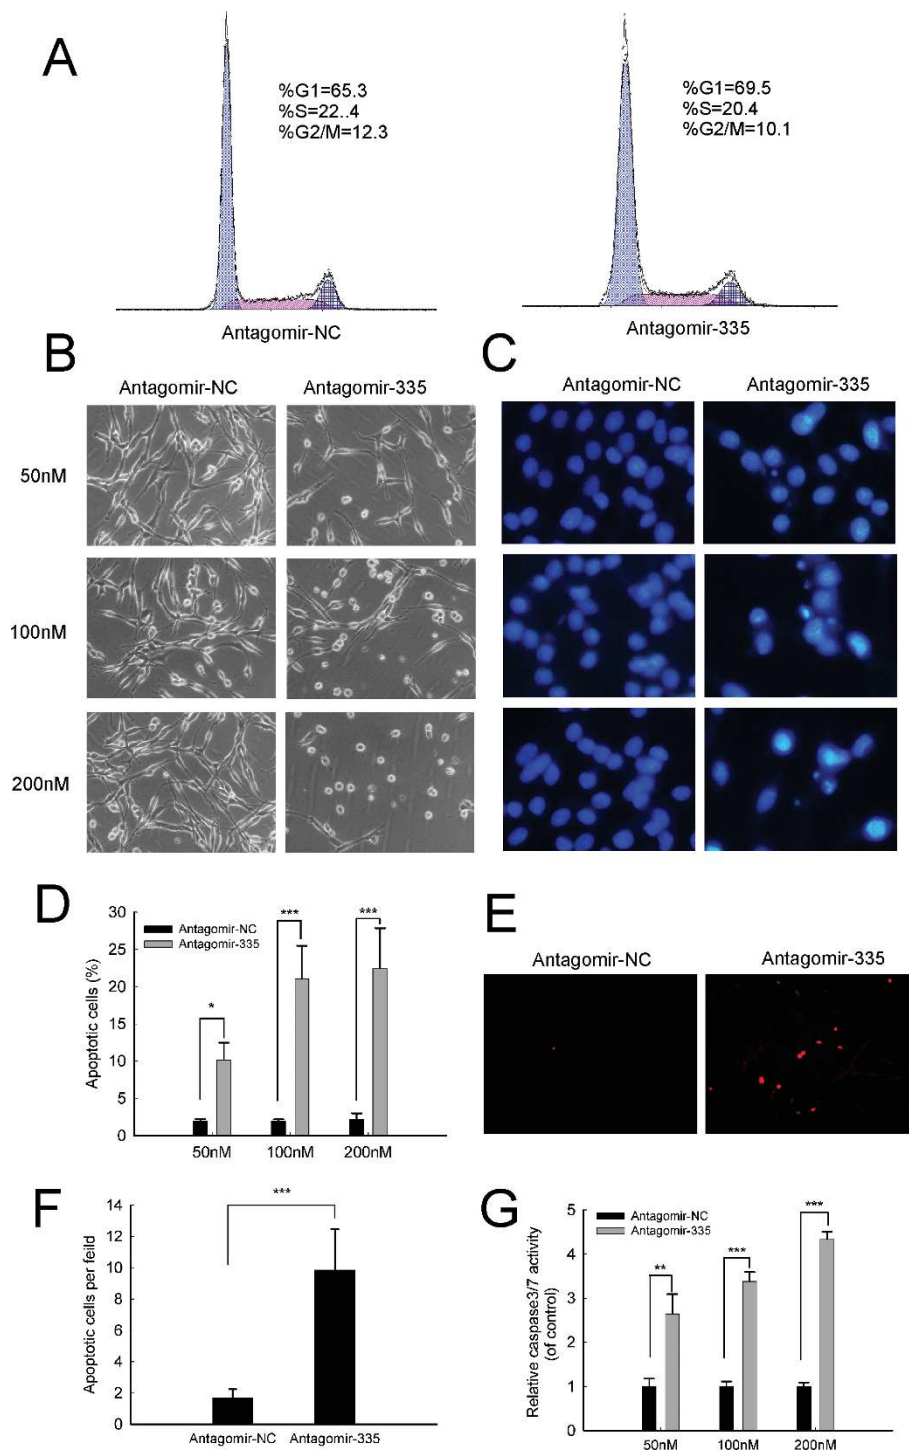 A
%G1=65.3
%S=22..4
%G2/M=12.3
Antagomir-NC
%G1=69.5
%S=20.4
%G2/M=10.1
Antagomir-335
B
Antagomir-NC Antagomir-335
50nM
100nM
200nM
C
Antagomir-NC Antagomir-335
D
Apoptotic cells (%)
30
25
20
15
10
5
0
Antagomir-NC
Antagomir-335
*
***
***
50nM 100nM 200nM
E
Antagomir-NC Antagomir-335
F
Apoptotic cells per feild
14
12
10
8
6
4
2
0
***
Antagomir-NC Antagomir-335
G
Relative caspase3/7 activity
(of control)
5
4
3
2
1
0
Antagomir-NC
Antagomir-335
**
***
***
50nM 100nM 200nM